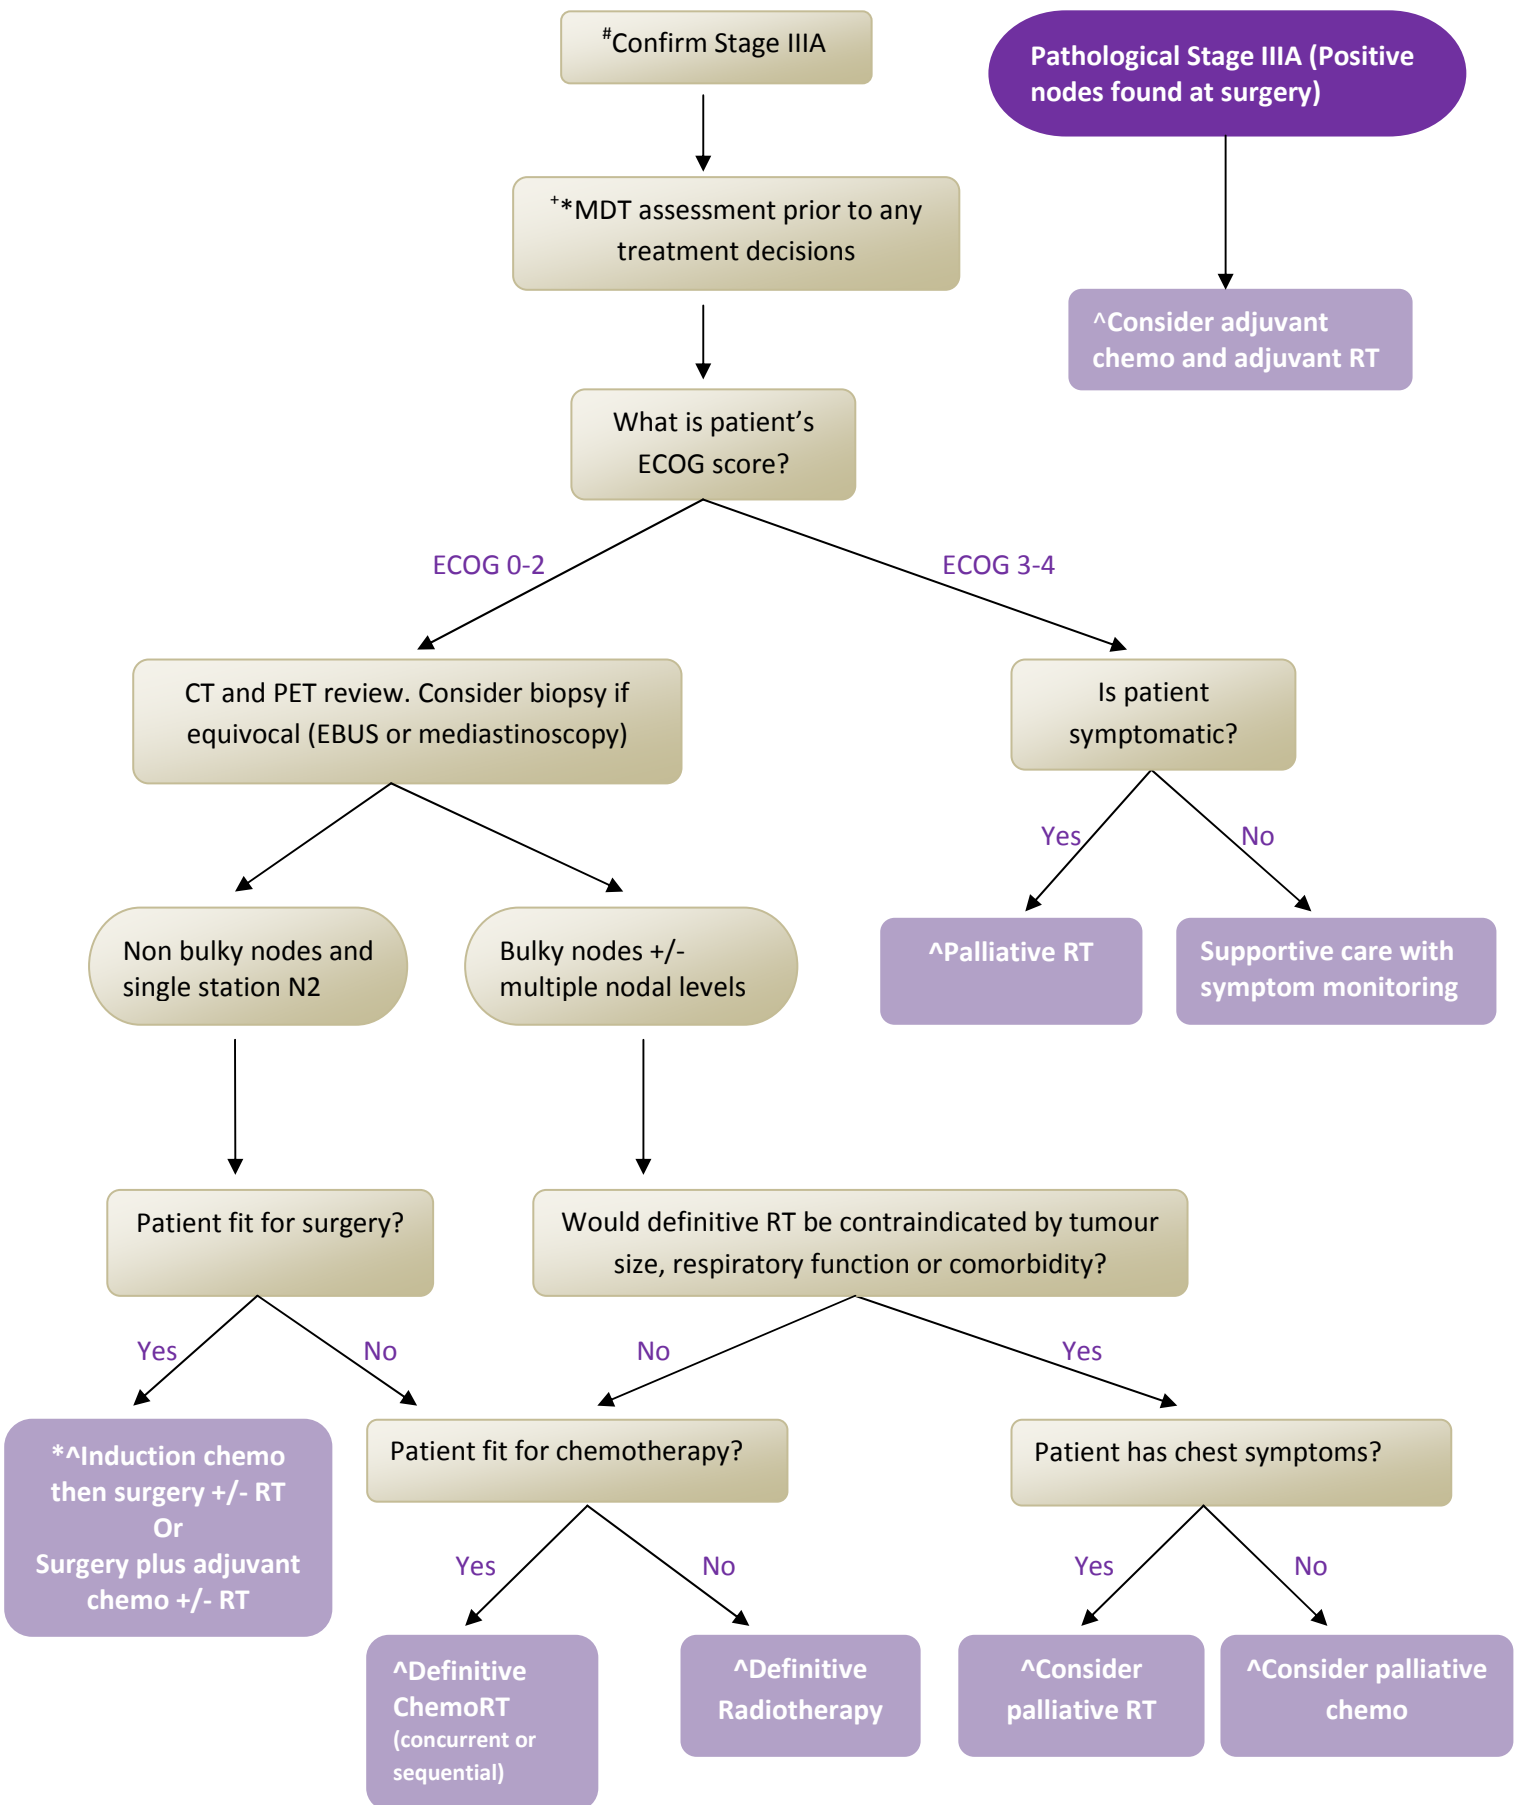 #Confirm Stage IIIA
Pathological Stage IIIA (Positive
nodes found at surgery)
+*MDT assessment prior to any
treatment decisions
^Consider adjuvant
chemo and adjuvant RT
What is patient’s
ECOG score?
ECOG 0-2
ECOG 3-4
CT and PET review. Consider biopsy if
equivocal (EBUS or mediastinoscopy)
Is patient
symptomatic?
Yes
No
Non bulky nodes and
single station N2
Bulky nodes +/-
multiple nodal levels
^Palliative RT
Supportive care with
symptom monitoring
Patient fit for surgery?
Would definitive RT be contraindicated by tumour
size, respiratory function or comorbidity?
Yes
No
No
Yes
*^Induction chemo
then surgery +/- RT
Or
Surgery plus adjuvant
chemo +/- RT
Patient fit for chemotherapy?
Patient has chest symptoms?
Yes
No
Yes
No
^Definitive
ChemoRT
(concurrent or
sequential)
^Definitive
Radiotherapy
^Consider
palliative RT
^Consider palliative
chemo